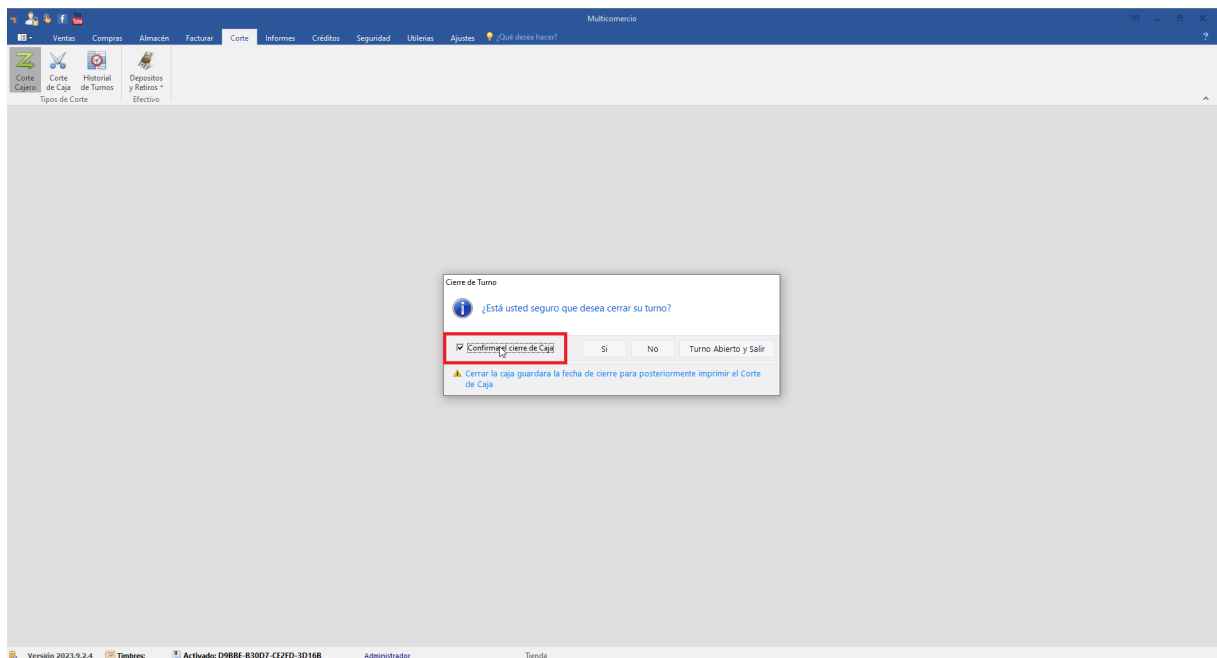 Multicomercio
Ventas Compras Almacén Facturar Corte Informes Créditos Seguridad Utilerias Ajustes ¿Qué desea hacer? ?
Corte Cajero
Corte de Caja
Historial de Turnos
Depositos y Retiros
Tipos de Corte
Efectivo
Cierre de Turno
¿Está usted seguro que desea cerrar su turno?
Confirma el cierre de Caja Si No Turno Abierto y Salir
Cerrar la caja guardara la fecha de cierre para posteriormente imprimir el Corte
de Caja
Versión 2023.9.2.4 Timbres: Activado: D9BBE-B30D7-CE2FD-3D16B Administrador Tienda